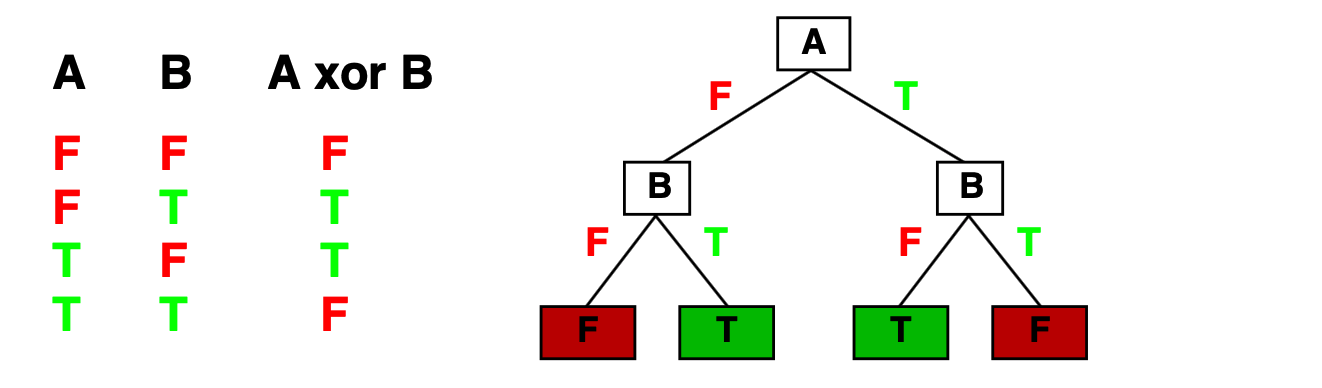 A B A xor B
F F F
F T T
T F T
T T F
A
F T
B B
F T F T
F T T F